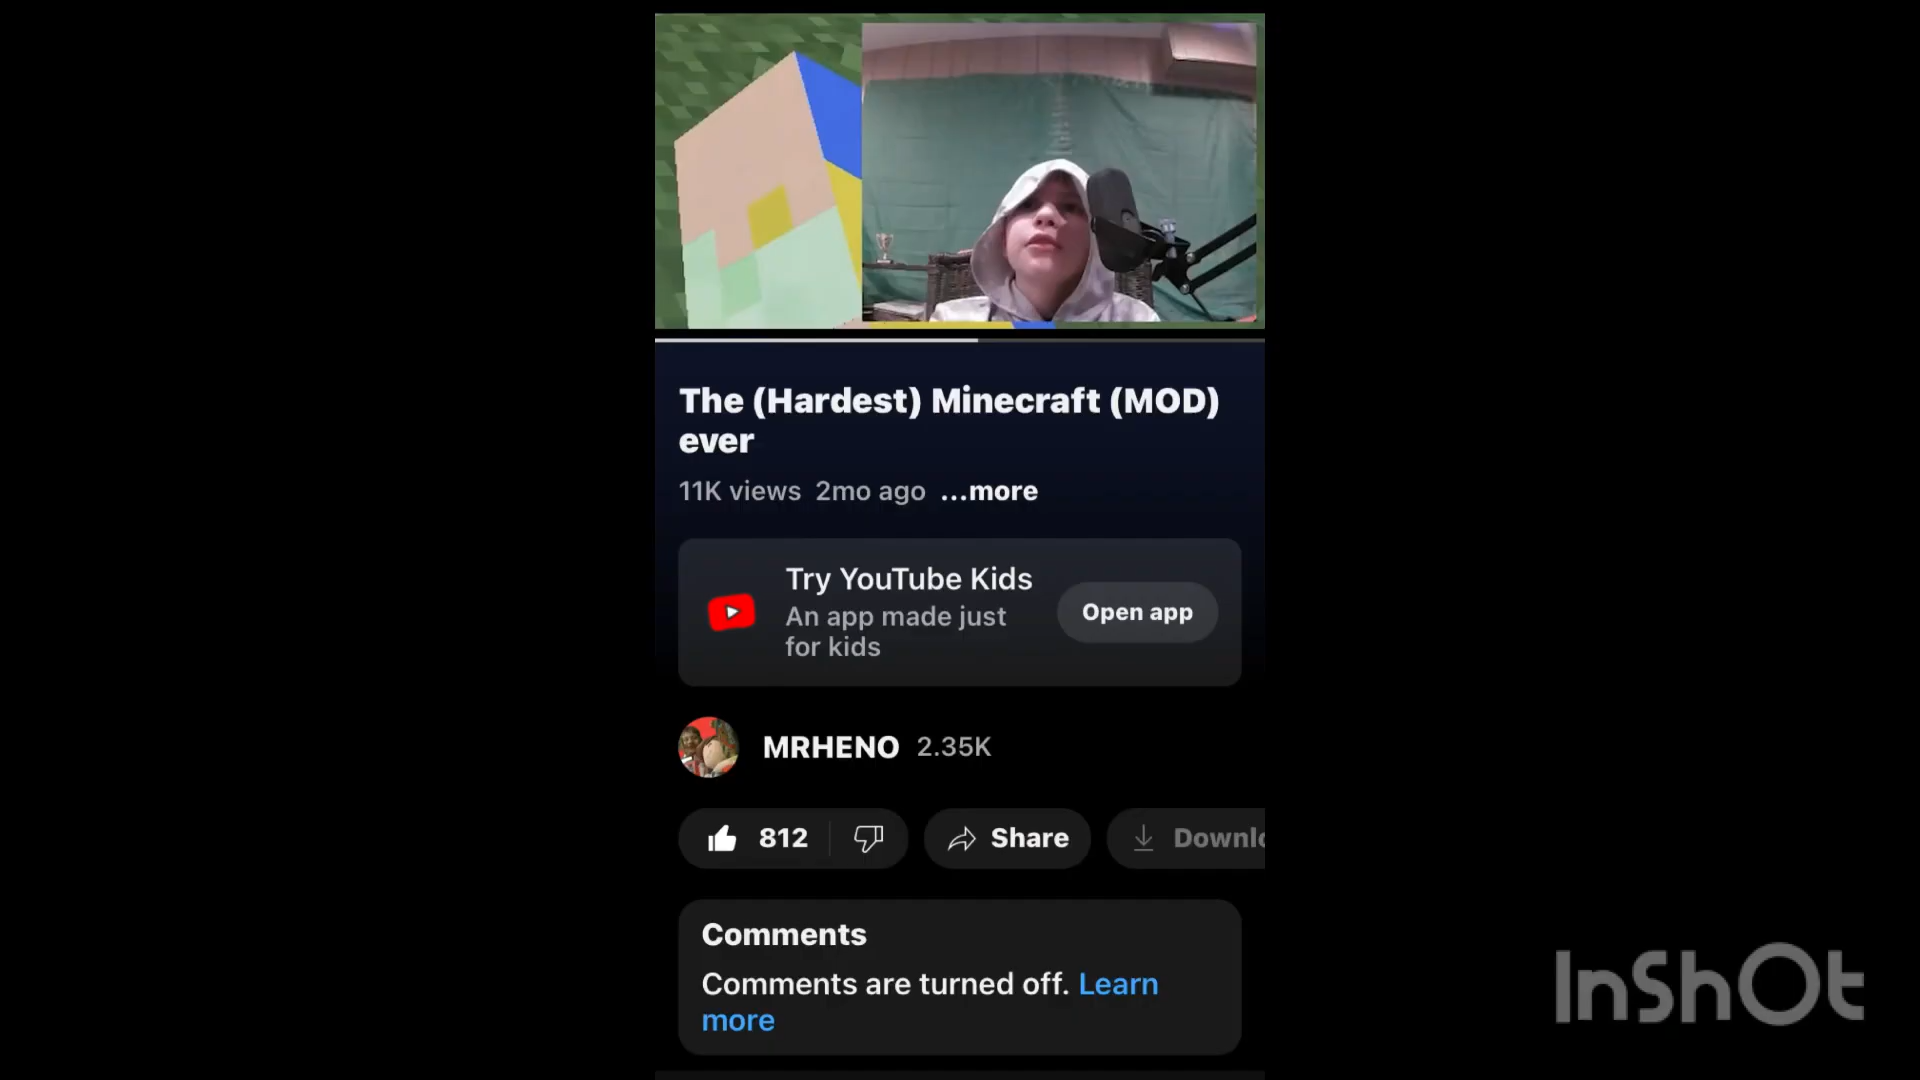 The (Hardest) Minecraft (MOD)
ever
11K views 2mo ago ...more
Try YouTube Kids
An app made just
for kids
Open app
MRHENO 2.35K
812
Share
Downlo
Comments
Comments are turned off. Learn
more
InShOt